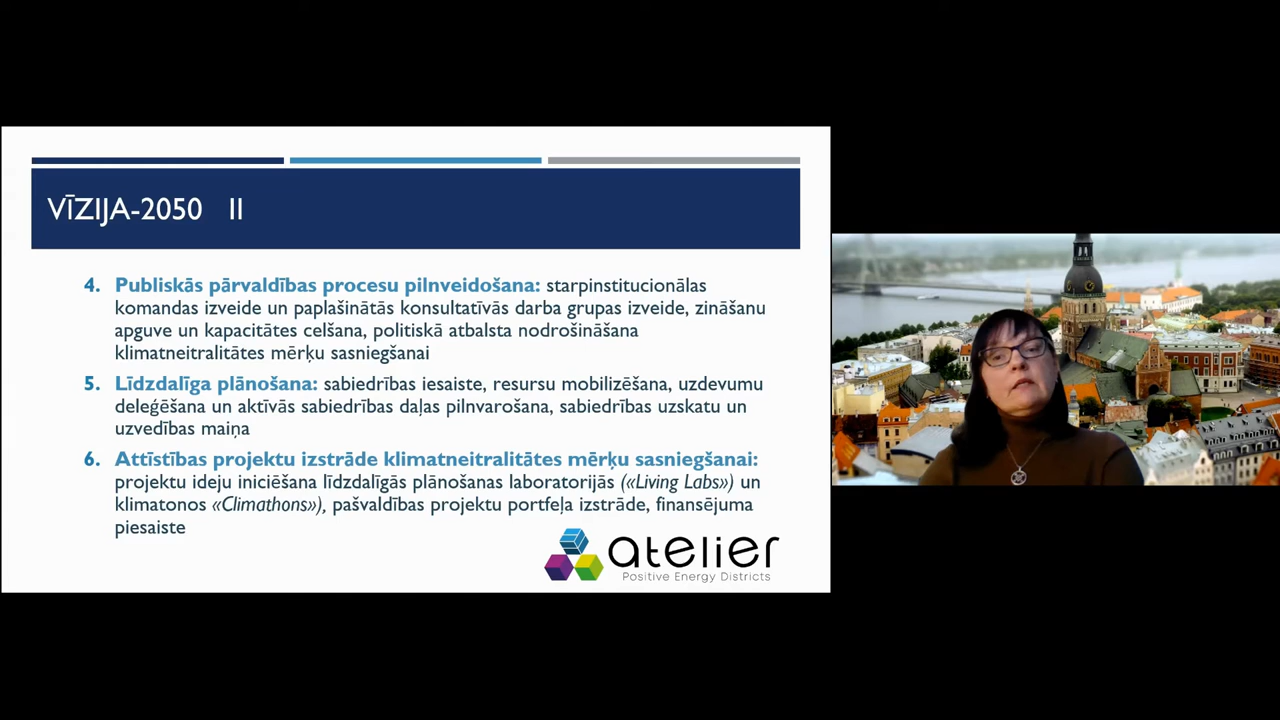 VĪZIJA-2050 II
4. Publiskās pārvaldības procesu pilnveidošana: starpinstitucionālas
komandas izveide un paplašinātās konsultatīvās darba grupas izveide, zināšanu
apguve un kapacitātes celšana, politiskā atbalsta nodrošināšana
klimatneitralitātes mērķu sasniegšanai
5. Līdzdalīga plānošana: sabiedrības iesaiste, resursu mobilizēšana, uzdevumu
deleģēšana un aktīvās sabiedrības daļas pilnvarošana, sabiedrības uzskatu un
uzvedības maiņa
6. Attīstības projektu izstrāde klimatneitralitātes mērķu sasniegšanai:
projektu ideju iniciēšana līdzdalīgās plānošanas laboratorijās («Living Labs») un
klimatonos «Climathons»), pašvaldības projektu portfeļa izstrāde, finansējuma
piesaiste
atelier
Positive Energy Districts